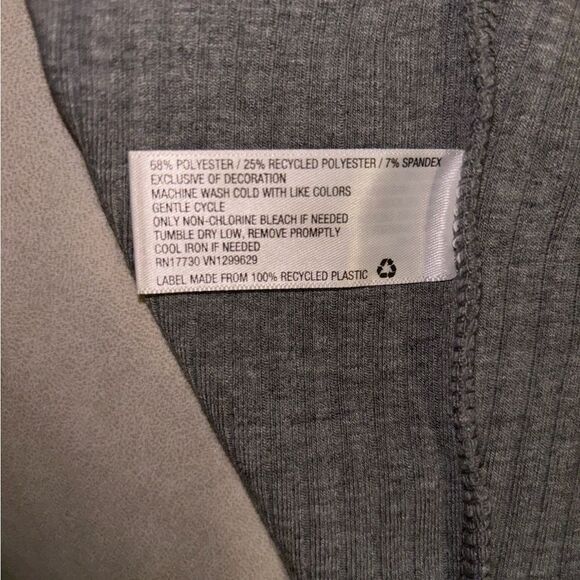 68% POLYESTER / 25% RECYCLED POLYESTER / 7% SPANDEX
EXCLUSIVE OF DECORATION
MACHINE WASH COLD WITH LIKE COLORS
GENTLE CYCLE
ONLY NON-CHLORINE BLEACH IF NEEDED
TUMBLE DRY LOW, REMOVE PROMPTLY
COOL IRON IF NEEDED
RN17730 VN1299629
LABEL MADE FROM 100% RECYCLED PLASTIC